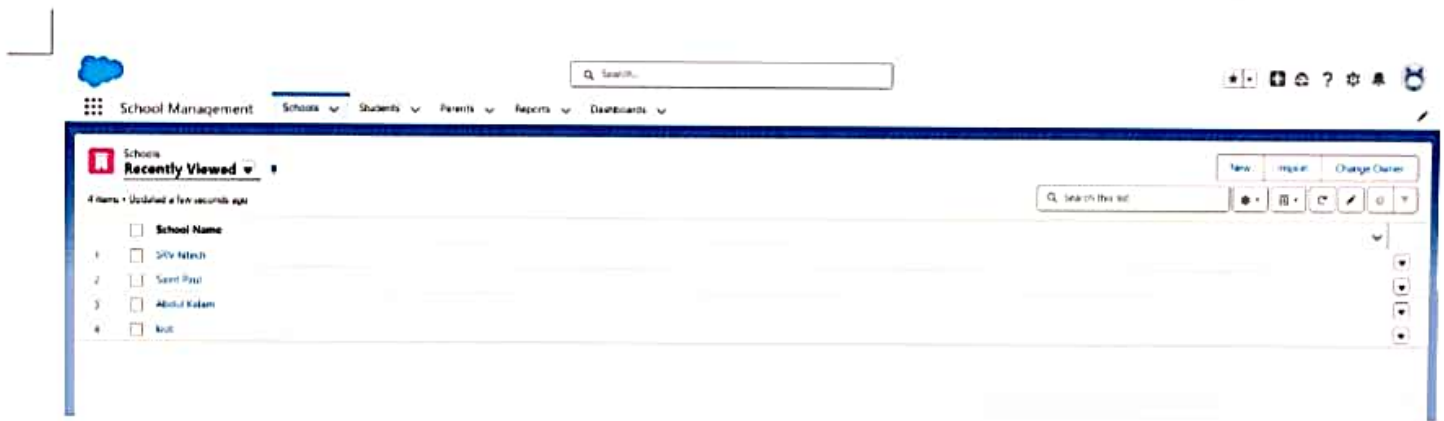 Search...
School Management Schools Students Parents Reports Dashboards
Schools
Recently Viewed
New Import Change Owner
4 items • Updated a few seconds ago
Search this list
School Name
1 SRV
2 Saint Paul
3 Abdul Kalam
4